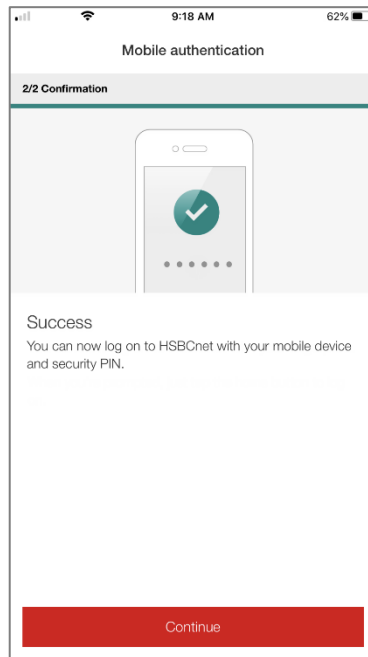 9:18 AM
62%
Mobile authentication
2/2 Confirmation
Success
You can now log on to HSBCnet with your mobile device
and security PIN.
Continue